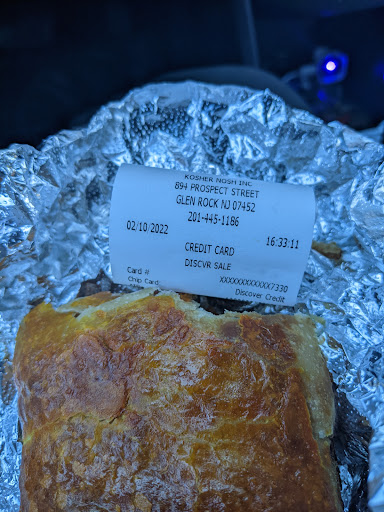 KOSHER NOSH INC
894 PROSPECT STREET
GLEN ROCK NJ 07452
201-445-1186
02/10/2022 16:33:11
CREDIT CARD
DISCVR SALE
Card # XXXXXXXXXXXX7330
Chip Card Discover Credit